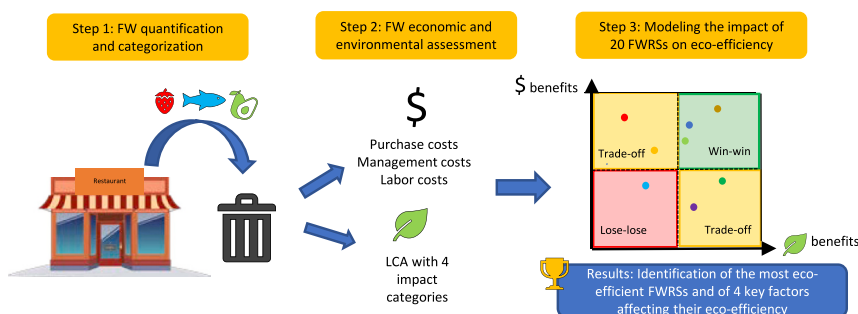 Step 1: FW quantification
and categorization
Step 2: FW economic and
environmental assessment
Step 3: Modeling the impact of
20 FWRSs on eco-efficiency
Restaurant
$
Purchase costs
Management costs
Labor costs
LCA with 4
impact
categories
$ benefits
Trade-off
Win-win
Lose-lose
Trade-off
benefits
Results: Identification of the most eco-
efficient FWRSs and of 4 key factors
affecting their eco-efficiency